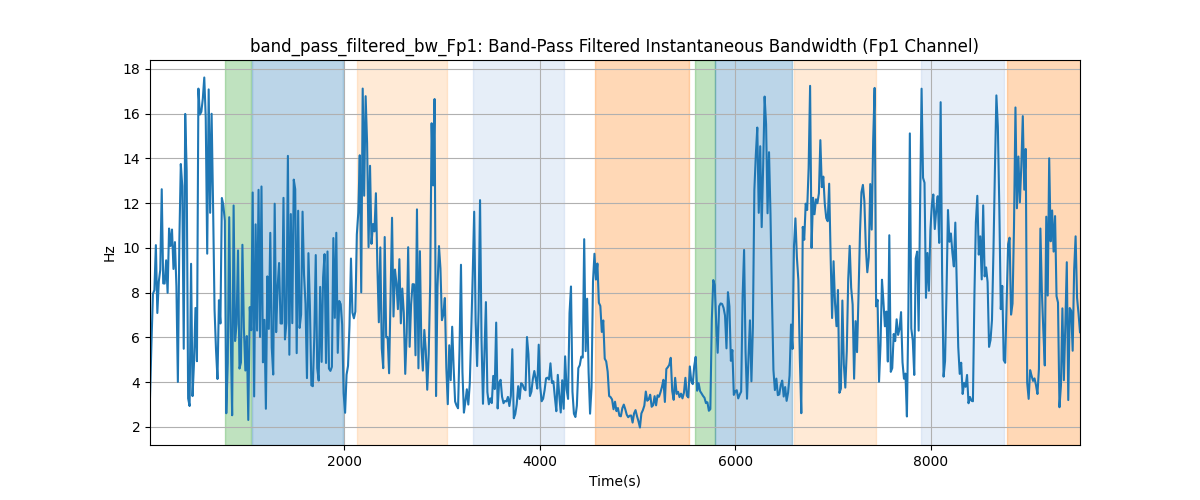 band_pass_filtered_bw_Fp1: Band-Pass Filtered Instantaneous Bandwidth (Fp1 Channel)
18
16
14
12
10
8
6
4
2
Hz
2000 4000 6000 8000
Time(s)